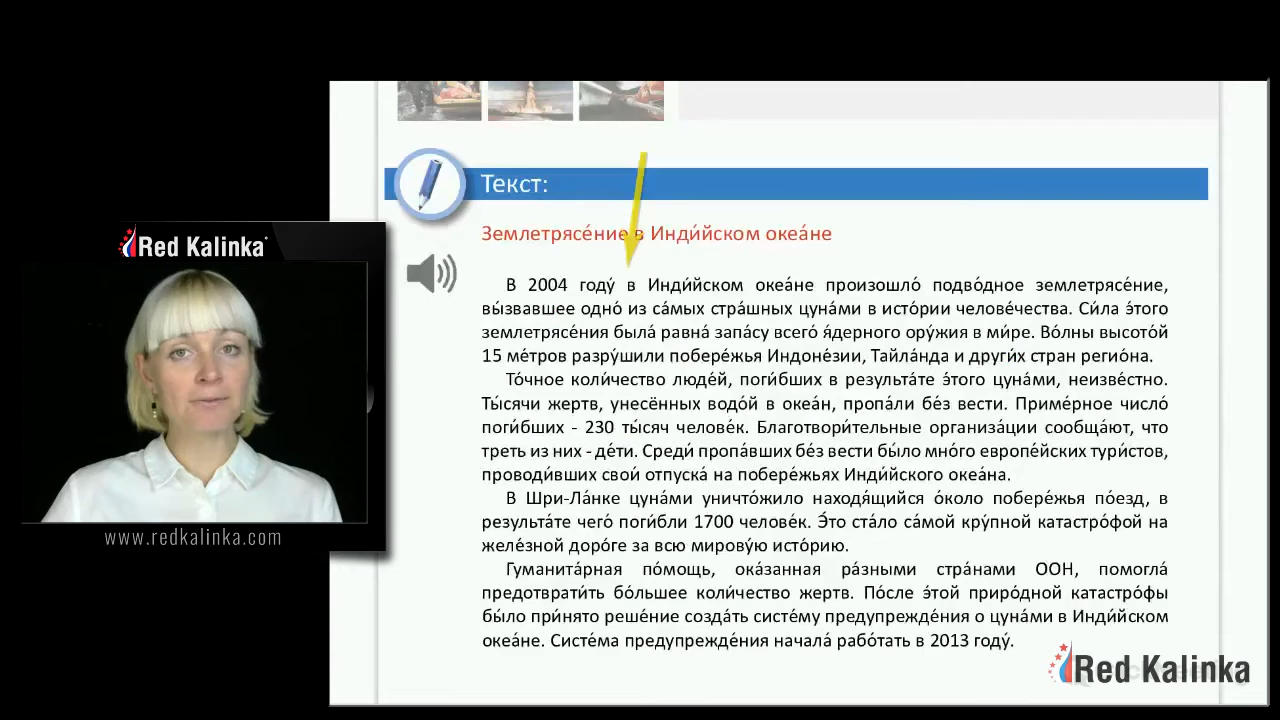 Текст:
Землетрясе́ние в Инди́йском океа́не
В 2004 году́ в Инди́йском океа́не произошло́ подво́дное землетрясе́ние,
вы́звавшее одно́ из са́мых стра́шных цуна́ми в исто́рии челове́чества. Си́ла э́того
землетрясе́ния была́ равна́ запа́су всего́ я́дерного ору́жия в ми́ре. Во́лны высото́й
15 ме́тров разру́шили побере́жья Индоне́зии, Тайла́нда и други́х стран регио́на.
То́чное коли́чество люде́й, поги́бших в результа́те э́того цуна́ми, неизве́стно.
Ты́сячи жертв, унесённых водо́й в океа́н, пропа́ли бе́з вести. Приме́рное число́
поги́бших - 230 ты́сяч челове́к. Благотвори́тельные организа́ции сообща́ют, что
треть из них - де́ти. Среди́ пропа́вших бе́з вести бы́ло мно́го европе́йских тури́стов,
проводи́вших свои́ отпуска́ на побере́жьях Инди́йского океа́на.
В Шри-Ла́нке цуна́ми уничто́жило находя́щийся о́коло побере́жья по́езд, в
результа́те чего́ поги́бли 1700 челове́к. Э́то ста́ло са́мой кру́пной катастро́фой на
желе́зной доро́ге за всю мирову́ю исто́рию.
Гуманита́рная по́мощь, ока́занная ра́зными стра́нами ООН, помогла́
предотврати́ть бо́льшее коли́чество жертв. По́сле э́той приро́дной катастро́фы
бы́ло при́нято реше́ние созда́ть систе́му предупрежде́ния о цуна́ми в Инди́йском
океа́не. Систе́ма предупрежде́ния начала́ рабо́тать в 2013 году́.
Red Kalinka
www.redkalinka.com
Red Kalinka